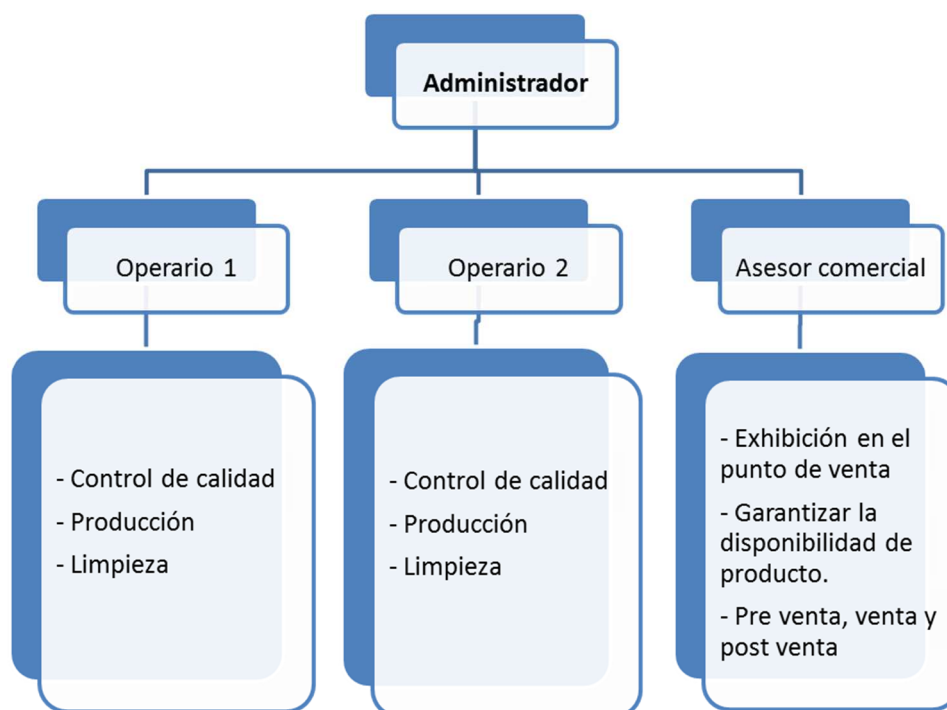 Administrador
Operario 1
Operario 2
Asesor comercial
- Control de calidad
- Producción
- Limpieza
- Control de calidad
- Producción
- Limpieza
- Exhibición en el
punto de venta
- Garantizar la
disponibilidad de
producto.
- Pre venta, venta y
post venta